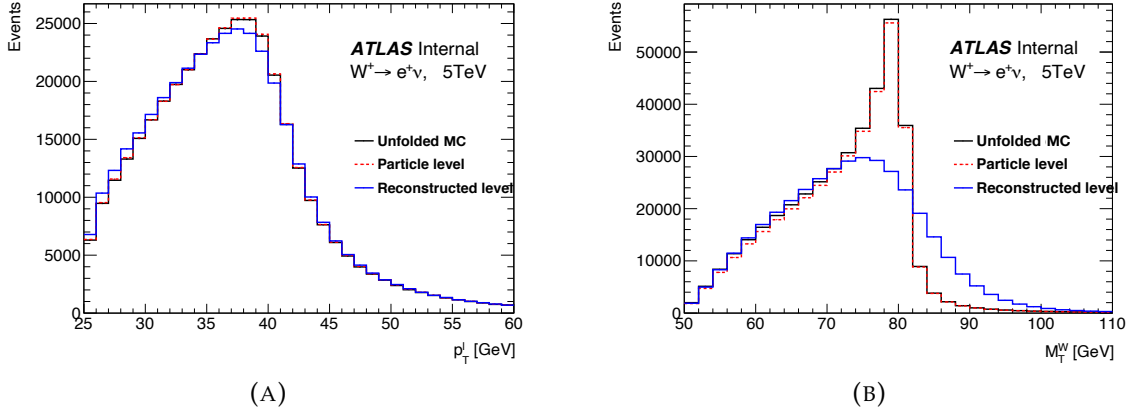 Events
25000
20000
15000
10000
5000
0
25 30 35 40 45 50 55 60
p_T^l [GeV]
ATLAS Internal
W⁺→ e⁺ν, 5TeV
Unfolded MC
Particle level
Reconstructed level
(A)
Events
50000
40000
30000
20000
10000
0
50 60 70 80 90 100 110
M_T^W [GeV]
ATLAS Internal
W⁺→ e⁺ν, 5TeV
Unfolded MC
Particle level
Reconstructed level
(B)